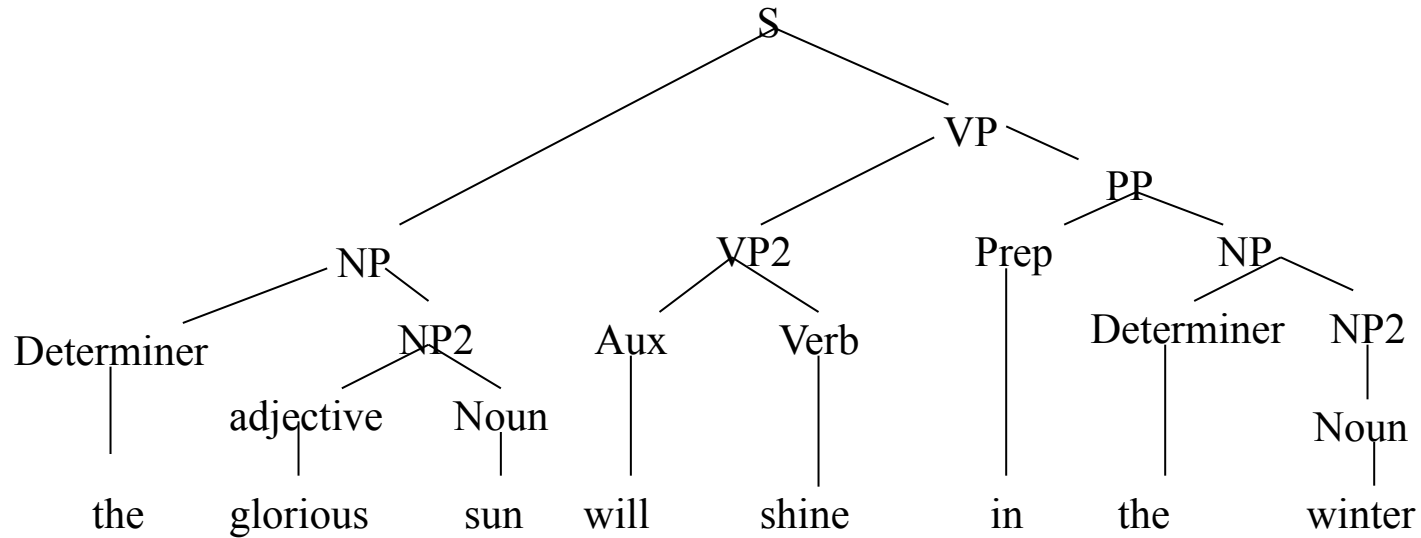 S
VP
PP
NP VP2 Prep NP
Determiner NP2 Aux Verb Determiner NP2
adjective Noun Noun
the glorious sun will shine in the winter